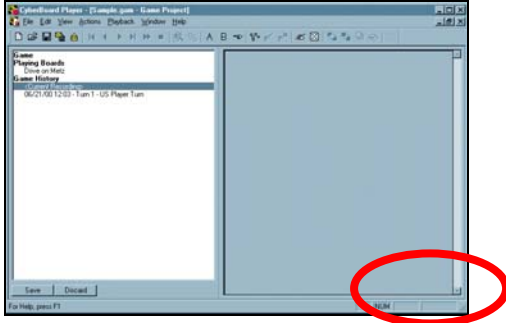 CyberBoard Player - [Sample.gam - Game Project]
File Edit View Actions Playback Window Help
A B
Game
Playing Boards
Drive on Metz
Game History
<Current Recording>
06/21/00 12:03 - Turn 1 - US Player Turn
Save Discard
For Help, press F1 NUM